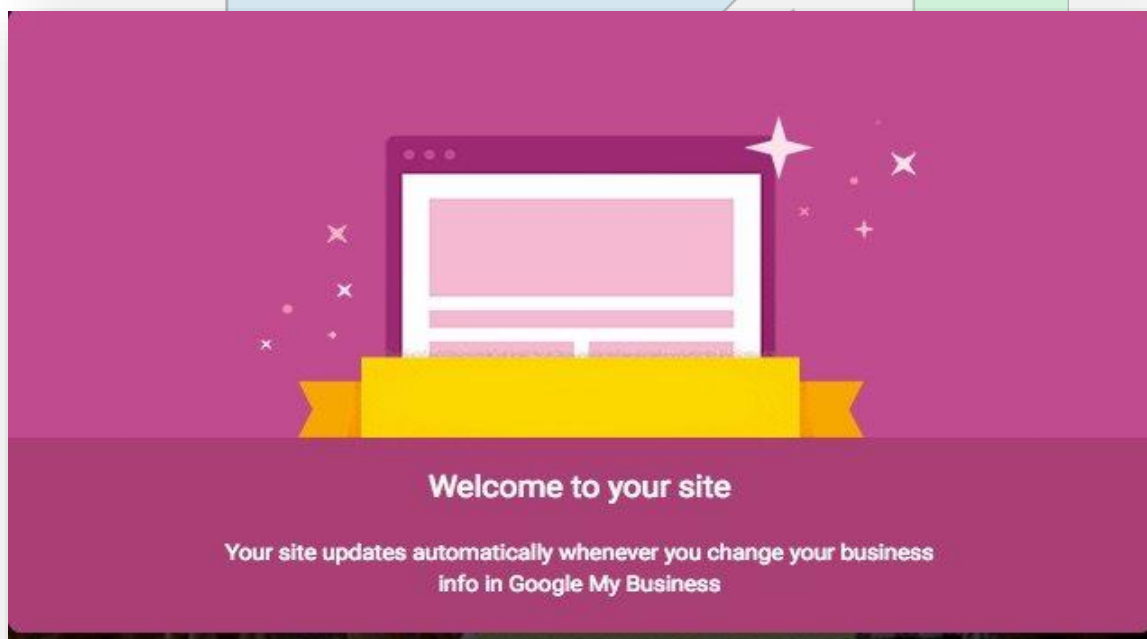 Welcome to your site
Your site updates automatically whenever you change your business
info in Google My Business